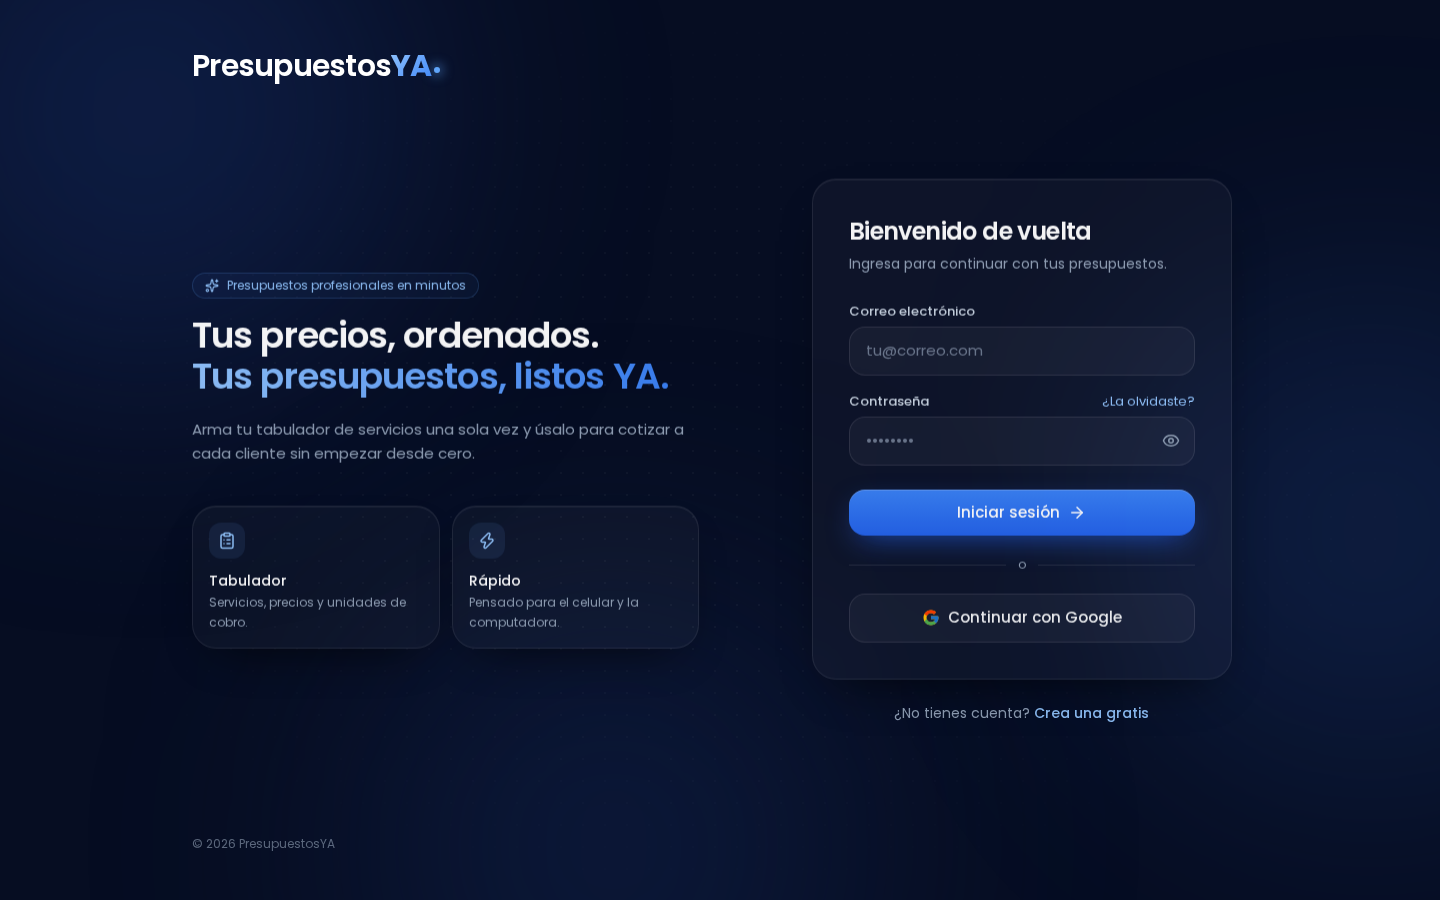 PresupuestosYA.
Presupuestos profesionales en minutos
Tus precios, ordenados.
Tus presupuestos, listos YA.
Arma tu tabulador de servicios una sola vez y úsalo para cotizar a
cada cliente sin empezar desde cero.
Tabulador
Servicios, precios y unidades de
cobro.
Rápido
Pensado para el celular y la
computadora.
© 2026 PresupuestosYA
Bienvenido de vuelta
Ingresa para continuar con tus presupuestos.
Correo electrónico
tu@correo.com
Contraseña ¿La olvidaste?
••••••••
Iniciar sesión →
o
Continuar con Google
¿No tienes cuenta? Crea una gratis